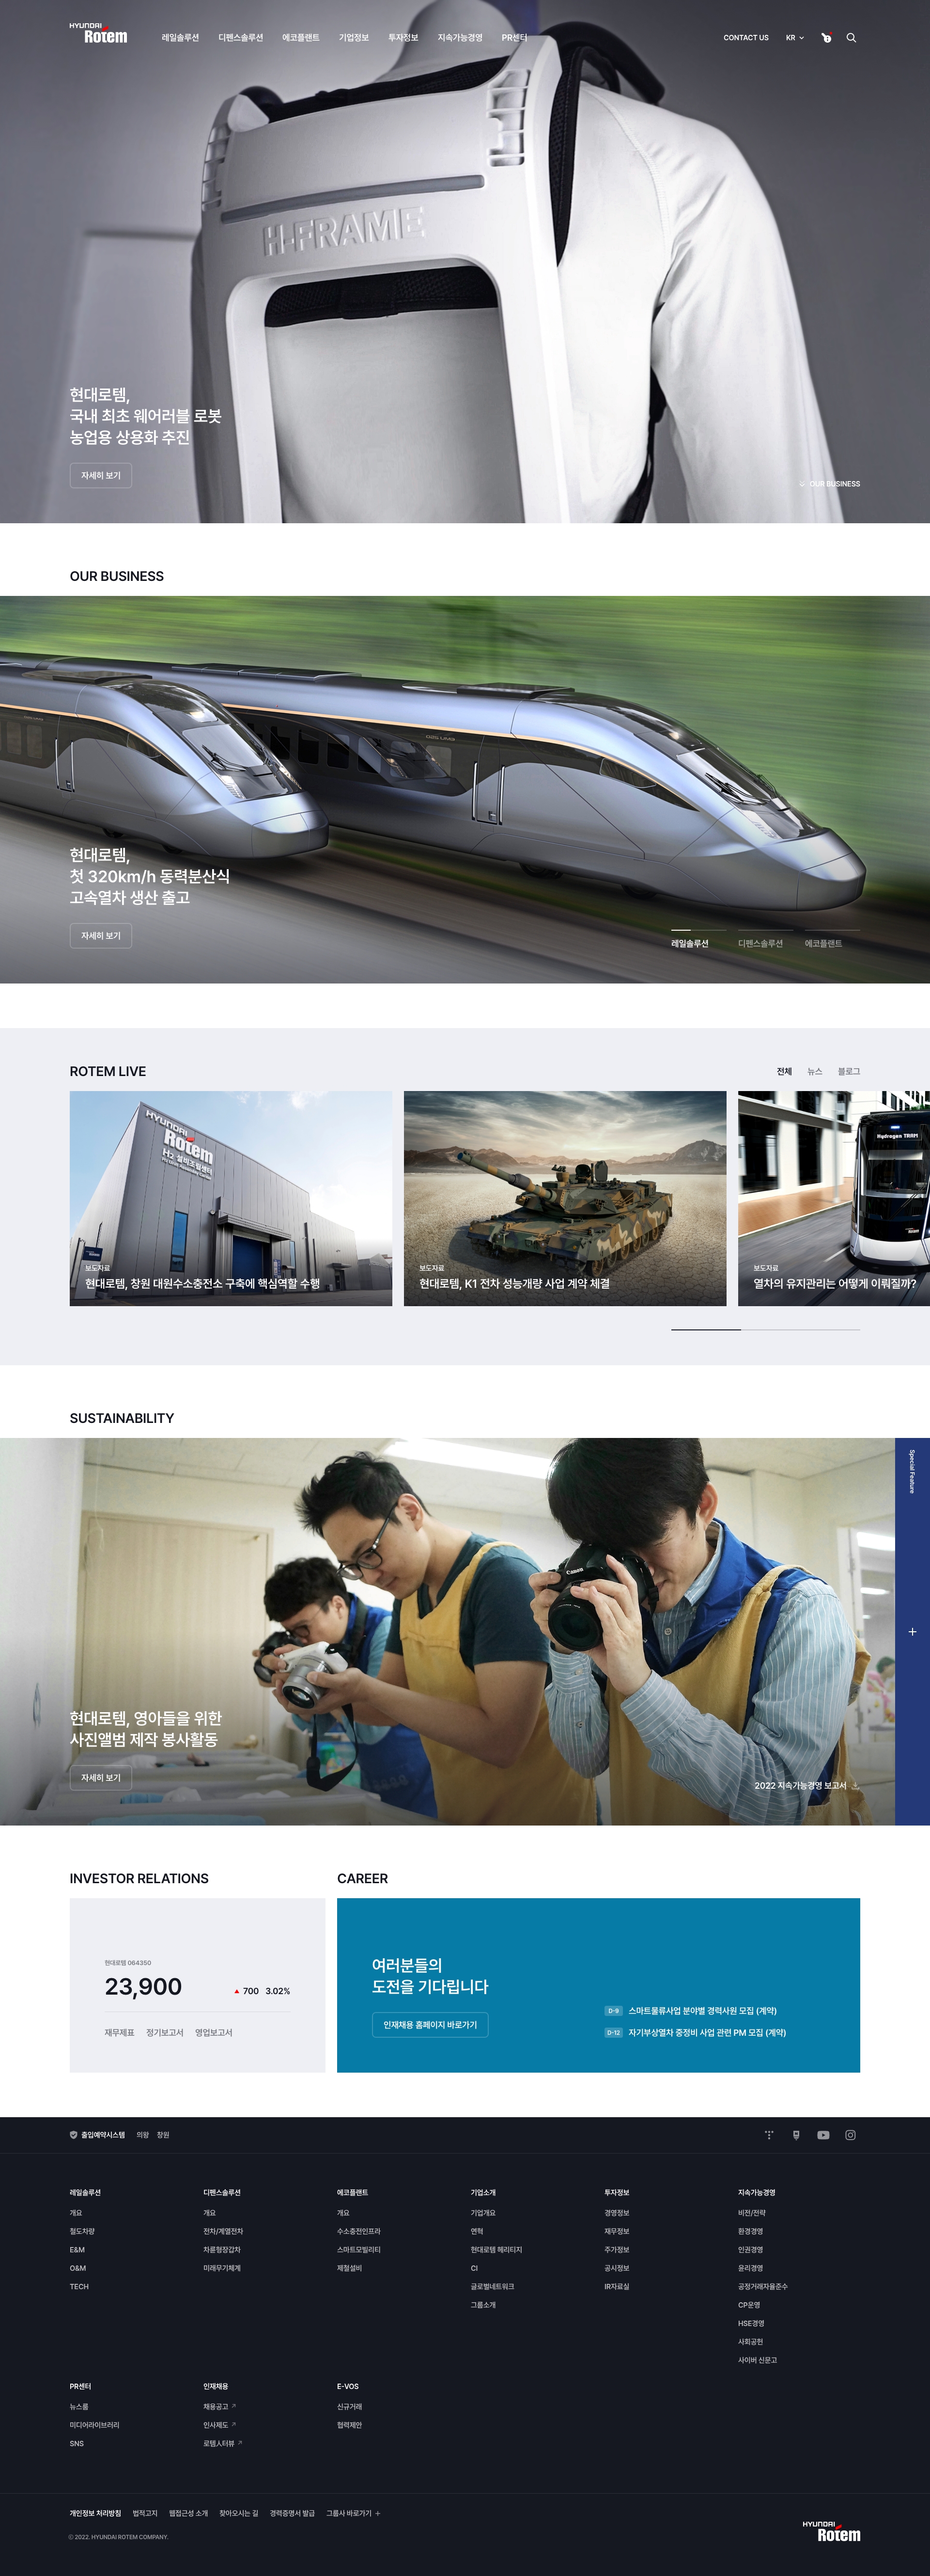 HYUNDAI
Rotem
레일솔루션 디펜스솔루션 에코플랜트 기업정보 투자정보 지속가능경영 PR센터
CONTACT US KR
H-FRAME
현대로템,
국내 최초 웨어러블 로봇
농업용 상용화 추진
자세히 보기
OUR BUSINESS
OUR BUSINESS
현대로템,
첫 320km/h 동력분산식
고속열차 생산 출고
자세히 보기
레일솔루션 디펜스솔루션 에코플랜트
ROTEM LIVE
전체 뉴스 블로그
HYUNDAI
Rotem
H₂ 설비조립센터
Hydrogen TRAM
보도자료
현대로템, 창원 대원수소충전소 구축에 핵심역할 수행
보도자료
현대로템, K1 전차 성능개량 사업 계약 체결
보도자료
열차의 유지관리는 어떻게 이뤄질까?
SUSTAINABILITY
Special Feature
Canon
현대로템, 영아들을 위한
사진앨범 제작 봉사활동
자세히 보기
2022 지속가능경영 보고서
INVESTOR RELATIONS
현대로템 064350
23,900
700 3.02%
재무제표 정기보고서 영업보고서
CAREER
여러분들의
도전을 기다립니다
인재채용 홈페이지 바로가기
D-9 스마트물류사업 분야별 경력사원 모집 (계약)
D-12 자기부상열차 중정비 사업 관련 PM 모집 (계약)
출입예약시스템 의왕 창원
레일솔루션
개요
철도차량
E&M
O&M
TECH
디펜스솔루션
개요
전차/계열전차
차륜형장갑차
미래무기체계
에코플랜트
개요
수소충전인프라
스마트모빌리티
제철설비
기업소개
기업개요
연혁
현대로템 헤리티지
CI
글로벌네트워크
그룹소개
투자정보
경영정보
재무정보
주가정보
공시정보
IR자료실
지속가능경영
비전/전략
환경경영
인권경영
윤리경영
공정거래자율준수
CP운영
HSE경영
사회공헌
사이버 신문고
PR센터
뉴스룸
미디어라이브러리
SNS
인재채용
채용공고
인사제도
로템人터뷰
E-VOS
신규거래
협력제안
개인정보 처리방침 법적고지 웹접근성 소개 찾아오시는 길 경력증명서 발급 그룹사 바로가기
© 2022. HYUNDAI ROTEM COMPANY.
HYUNDAI
Rotem